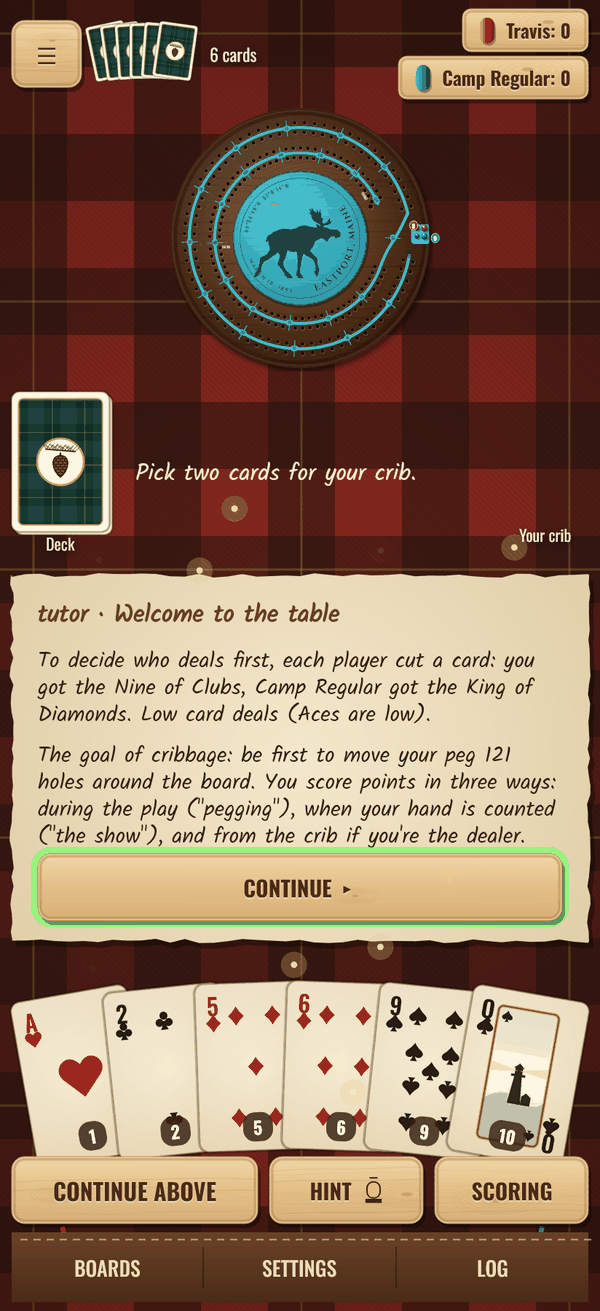 ☰
6 cards
Travis: 0
Camp Regular: 0
EASTPORT, MAINE
Pick two cards for your crib.
Deck
Your crib
tutor · Welcome to the table
To decide who deals first, each player cut a card: you
got the Nine of Clubs, Camp Regular got the King of
Diamonds. Low card deals (Aces are low).
The goal of cribbage: be first to move your peg 121
holes around the board. You score points in three ways:
during the play ("pegging"), when your hand is counted
("the show"), and from the crib if you're the dealer.
CONTINUE ▸
A
2
5
6
9
Q
1
2
5
6
9
10
Q
CONTINUE ABOVE
HINT
SCORING
BOARDS
SETTINGS
LOG